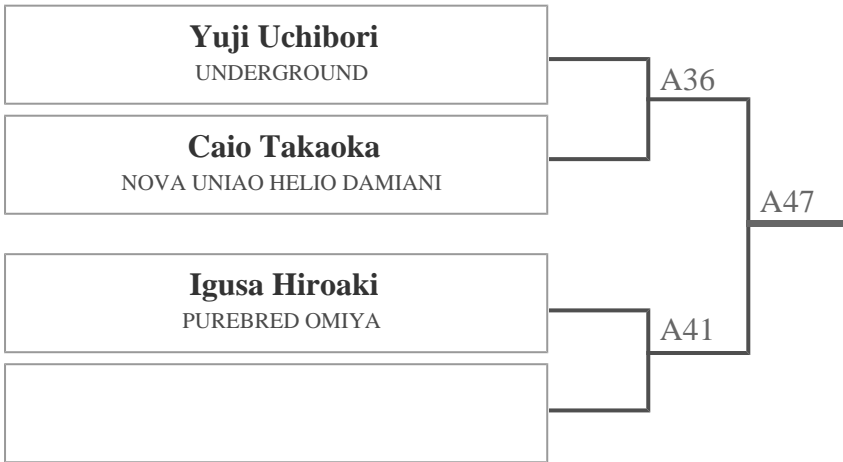 Yuji Uchibori
UNDERGROUND
A36
Caio Takaoka
NOVA UNIAO HELIO DAMIANI
A47
Igusa Hiroaki
PUREBRED OMIYA
A41